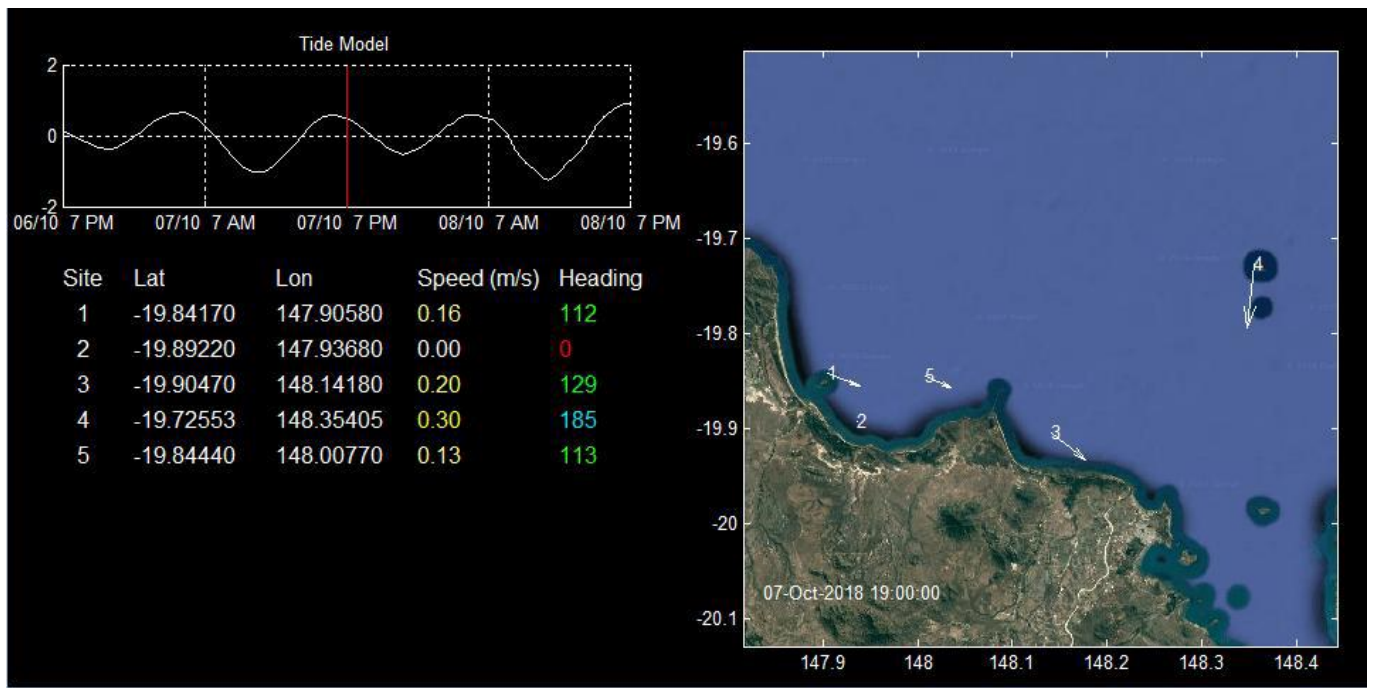 Tide Model
2
0
-2
06/10 7 PM 07/10 7 AM 07/10 7 PM 08/10 7 AM 08/10 7 PM
Site Lat Lon Speed (m/s) Heading
1 -19.84170 147.90580 0.16 112
2 -19.89220 147.93680 0.00 0
3 -19.90470 148.14180 0.20 129
4 -19.72553 148.35405 0.30 185
5 -19.84440 148.00770 0.13 113
-19.6
-19.7
4
-19.8
1 5
2
-19.9
3
-20
07-Oct-2018 19:00:00
-20.1
147.9 148 148.1 148.2 148.3 148.4